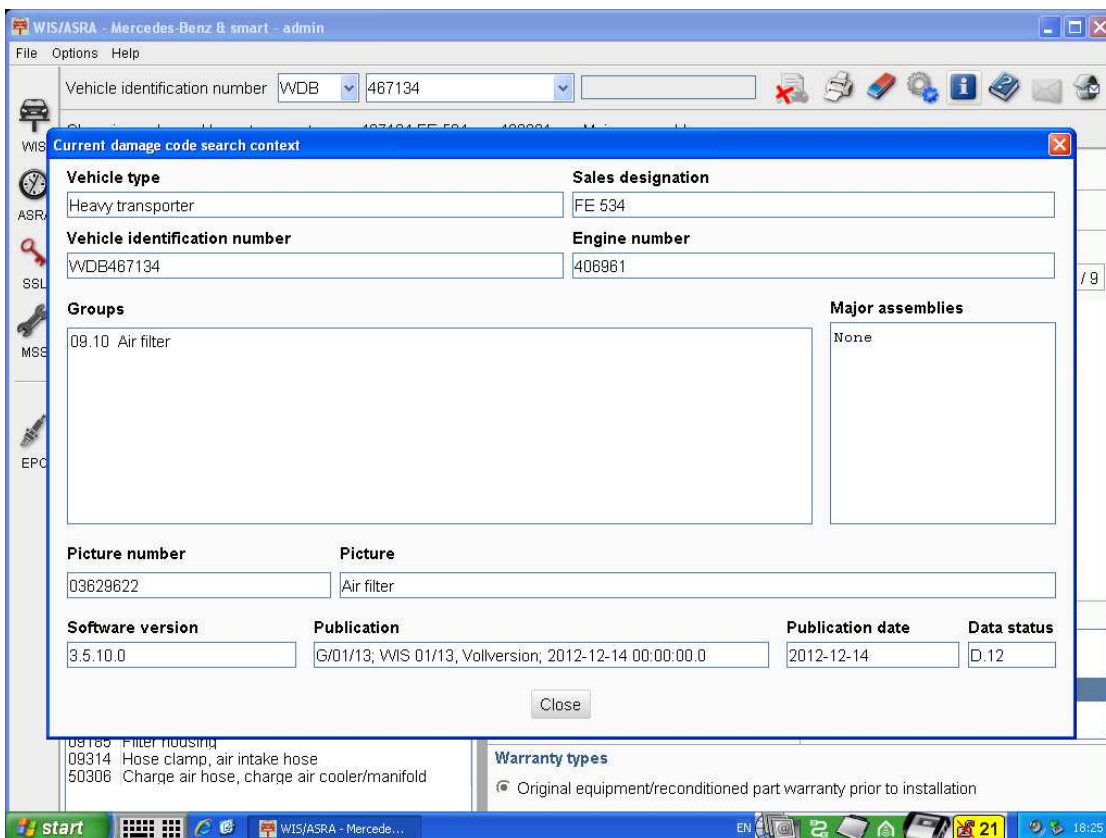 WIS/ASRA - Mercedes-Benz & smart - admin
File Options Help
Vehicle identification number WDB 467134
WIS
ASRA
SSL
MSS
EPC
Current damage code search context
Vehicle type
Heavy transporter
Sales designation
FE 534
Vehicle identification number
WDB467134
Engine number
406961
/ 9
Groups
09.10 Air filter
Major assemblies
None
Picture number
03629622
Picture
Air filter
Software version
3.5.10.0
Publication
G/01/13; WIS 01/13, Vollversion; 2012-12-14 00:00:00.0
Publication date
2012-12-14
Data status
D.12
Close
09185 Filter housing
09314 Hose clamp, air intake hose
50306 Charge air hose, charge air cooler/manifold
Warranty types
Original equipment/reconditioned part warranty prior to installation
start
WIS/ASRA - Mercede...
EN
21
18:25